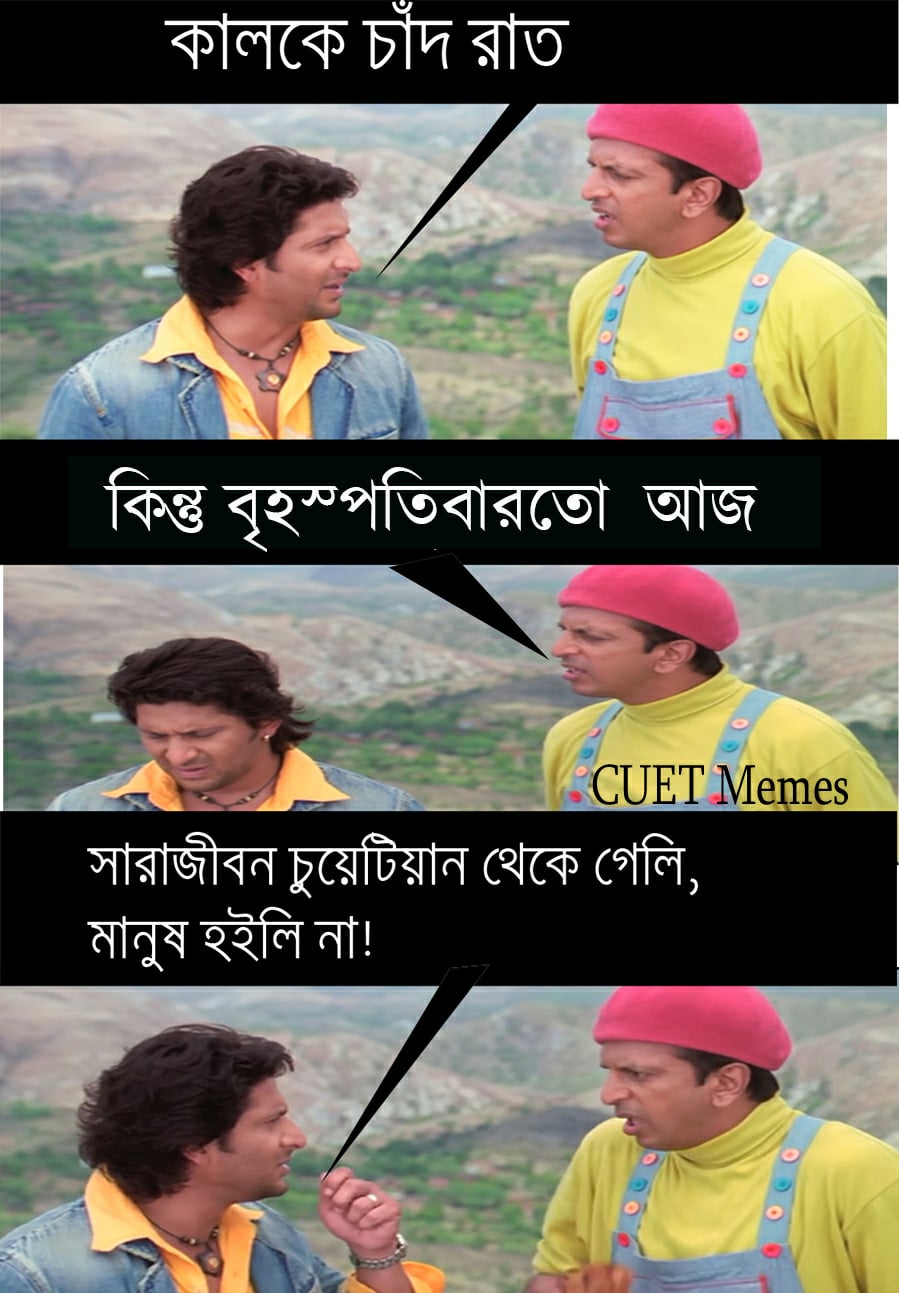 কালকে চাঁদ রাত
কিন্তু বৃহস্পতিবারতো আজ
CUET Memes
সারাজীবন চুয়েটিয়ান থেকে গেলি,
মানুষ হইলি না!